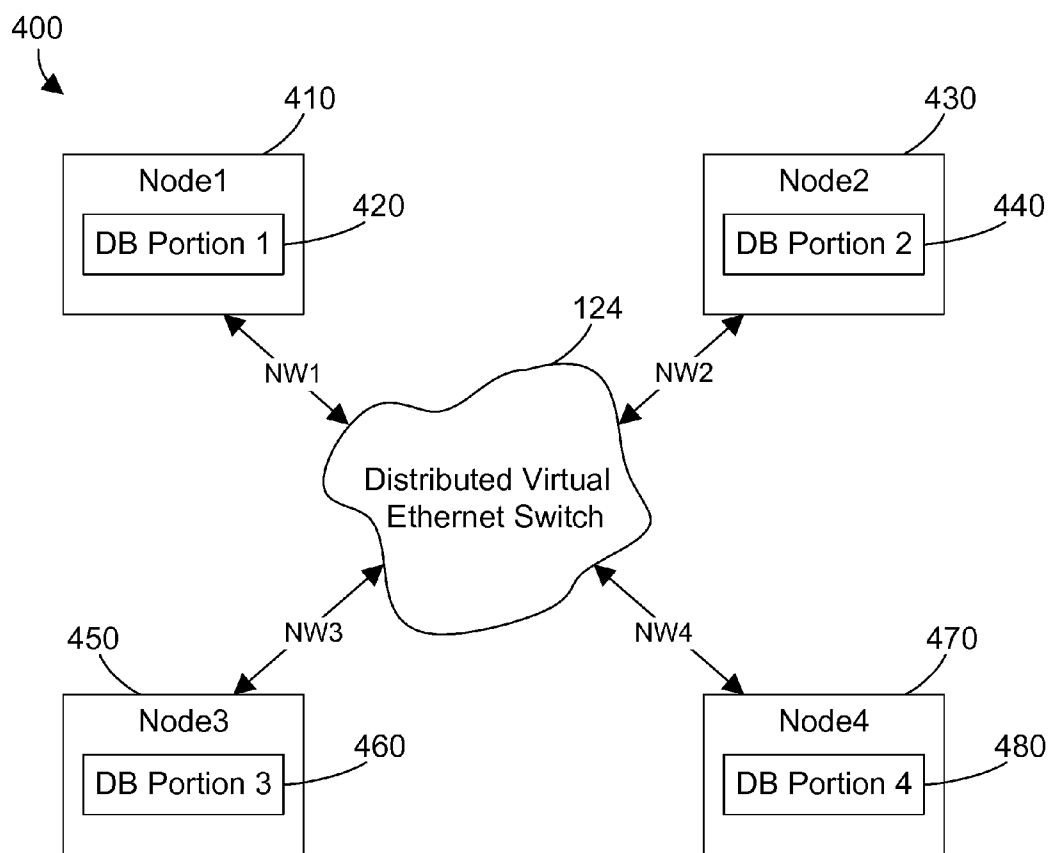 400
410
430
Node1
Node2
420
440
DB Portion 1
DB Portion 2
124
NW1
NW2
Distributed Virtual
Ethernet Switch
NW3
NW4
450
470
Node3
Node4
460
480
DB Portion 3
DB Portion 4